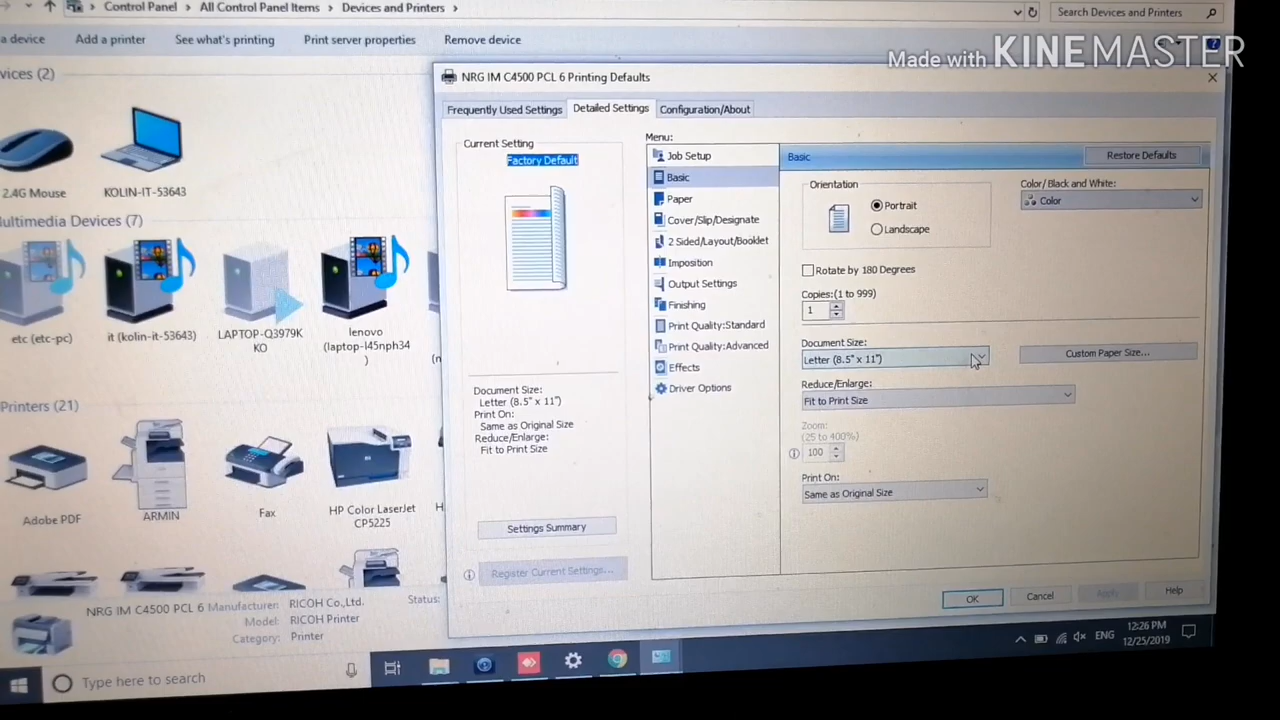 Control Panel > All Control Panel Items > Devices and Printers >
Search Devices and Printers
a device
Add a printer
See what's printing
Print server properties
Remove device
Made with KINEMASTER
vices (2)
2.4G Mouse
KOLIN-IT-53643
ultimedia Devices (7)
etc (etc-pc)
it (kolin-it-53643)
LAPTOP-Q3979K
KO
lenovo
(laptop-l45nph34
)
Printers (21)
Adobe PDF
ARMIN
Fax
HP Color LaserJet
CP5225
NRG IM C4500 PCL 6
Manufacturer: RICOH Co.,Ltd.
Model: RICOH Printer
Category: Printer
Status:
NRG IM C4500 PCL 6 Printing Defaults
Frequently Used Settings
Detailed Settings
Configuration/About
Current Setting
Factory Default
Document Size:
Letter (8.5" x 11")
Print On:
Same as Original Size
Reduce/Enlarge:
Fit to Print Size
Settings Summary
Register Current Settings...
Menu:
Job Setup
Basic
Paper
Cover/Slip/Designate
2 Sided/Layout/Booklet
Imposition
Output Settings
Finishing
Print Quality:Standard
Print Quality:Advanced
Effects
Driver Options
Basic
Restore Defaults
Orientation
Portrait
Landscape
Color/ Black and White:
Color
Rotate by 180 Degrees
Copies:(1 to 999)
1
Document Size:
Letter (8.5" x 11")
Custom Paper Size...
Reduce/Enlarge:
Fit to Print Size
Zoom:
(25 to 400%)
100
Print On:
Same as Original Size
OK
Cancel
Apply
Help
Type here to search
ENG
12:26 PM
12/25/2019